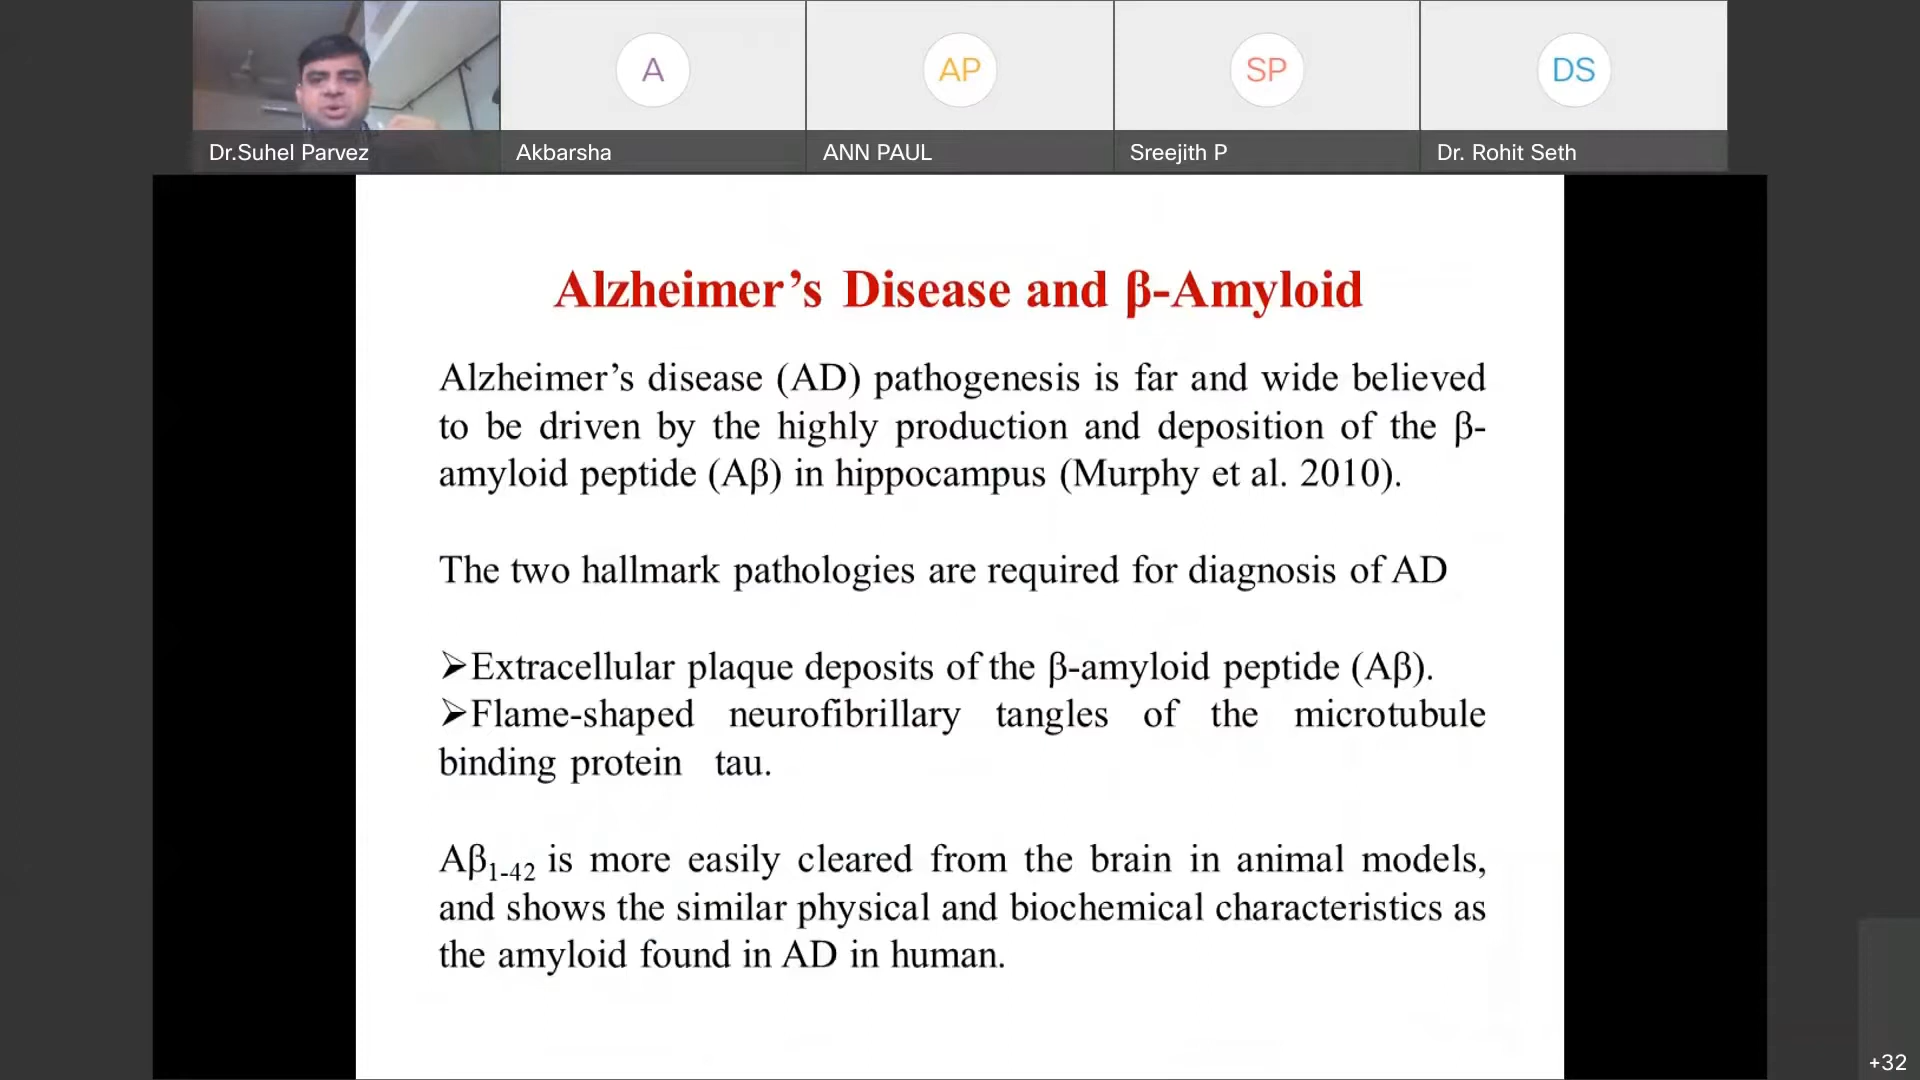 A
AP
SP
DS
Dr.Suhel Parvez
Akbarsha
ANN PAUL
Sreejith P
Dr. Rohit Seth
Alzheimer’s Disease and β-Amyloid
Alzheimer’s disease (AD) pathogenesis is far and wide believed
to be driven by the highly production and deposition of the β-
amyloid peptide (Aβ) in hippocampus (Murphy et al. 2010).
The two hallmark pathologies are required for diagnosis of AD
➢Extracellular plaque deposits of the β-amyloid peptide (Aβ).
➢Flame-shaped neurofibrillary tangles of the microtubule
binding protein tau.
Aβ1-42 is more easily cleared from the brain in animal models,
and shows the similar physical and biochemical characteristics as
the amyloid found in AD in human.
+32